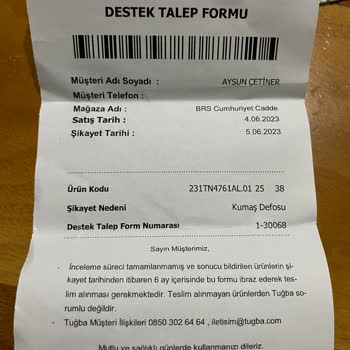 DESTEK TALEP FORMU
Müşteri Adı Soyadı : AYSUN ÇETİNER
Müşteri Telefon :
Mağaza Adı : BRS Cumhuriyet Cadde
Satış Tarih : 4.06.2023
Şikayet Tarihi : 5.06.2023
Ürün Kodu 231TN4761AL.01 25 38
Şikayet Nedeni Kumaş Defosu
Destek Talep Form Numarası 1-30068
Sayın Müşterimiz,
· İnceleme süreci tamamlanmamış ve sonucu bildirilen ürünlerin şi-
kayet tarihinden itibaren 6 ay içerisinde bu formu ibraz ederek tes-
lim alınması gerekmektedir. Teslim alınmayan ürünlerden Tuğba so-
rumlu değildir.
· Tuğba Müşteri İlişkileri 0850 302 64 64 , iletisim@tugba.com
Mutlu ve sağlıklı günlerde kullanmanızı dileriz.